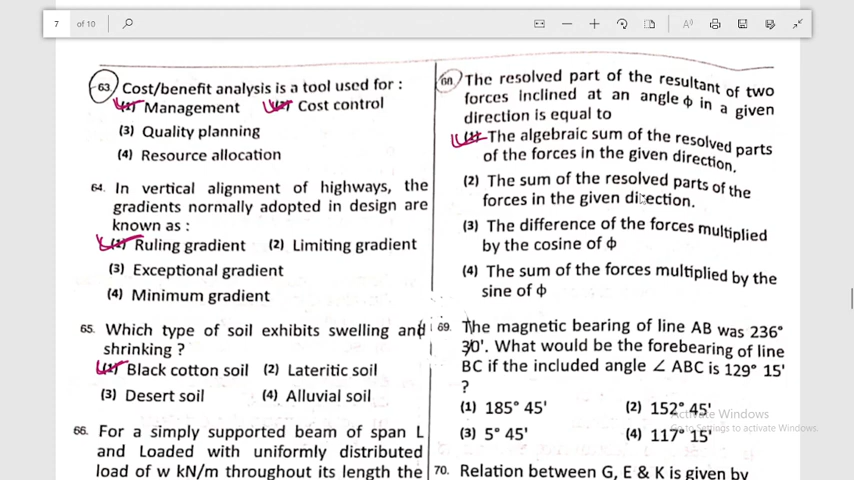 7 of 10
63. Cost/benefit analysis is a tool used for :
(1) Management (2) Cost control
(3) Quality planning
(4) Resource allocation
64. In vertical alignment of highways, the
gradients normally adopted in design are
known as :
(1) Ruling gradient (2) Limiting gradient
(3) Exceptional gradient
(4) Minimum gradient
65. Which type of soil exhibits swelling and
shrinking ?
(1) Black cotton soil (2) Lateritic soil
(3) Desert soil (4) Alluvial soil
66. For a simply supported beam of span L
and Loaded with uniformly distributed
load of w kN/m throughout its length the
68. The resolved part of the resultant of two
forces Inclined at an angle ϕ in a given
direction is equal to
(1) The algebraic sum of the resolved parts
of the forces in the given direction.
(2) The sum of the resolved parts of the
forces in the given direction.
(3) The difference of the forces multiplied
by the cosine of ϕ
(4) The sum of the forces multiplied by the
sine of ϕ
69. The magnetic bearing of line AB was 236°
30'. What would be the forebearing of line
BC if the included angle ∠ ABC is 129° 15'
?
(1) 185° 45' (2) 152° 45'
(3) 5° 45' (4) 117° 15'
70. Relation between G, E & K is given by
Activate Windows
Go to Settings to activate Windows.